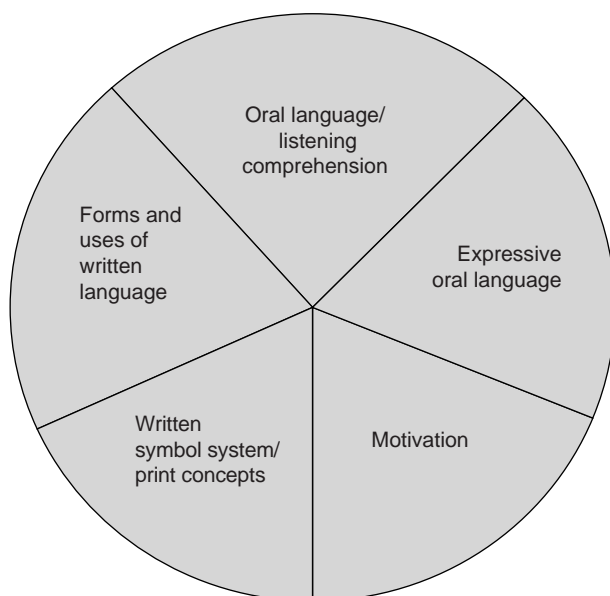 Oral language/
listening
comprehension
Expressive
oral language
Motivation
Written
symbol system/
print concepts
Forms and
uses of
written
language